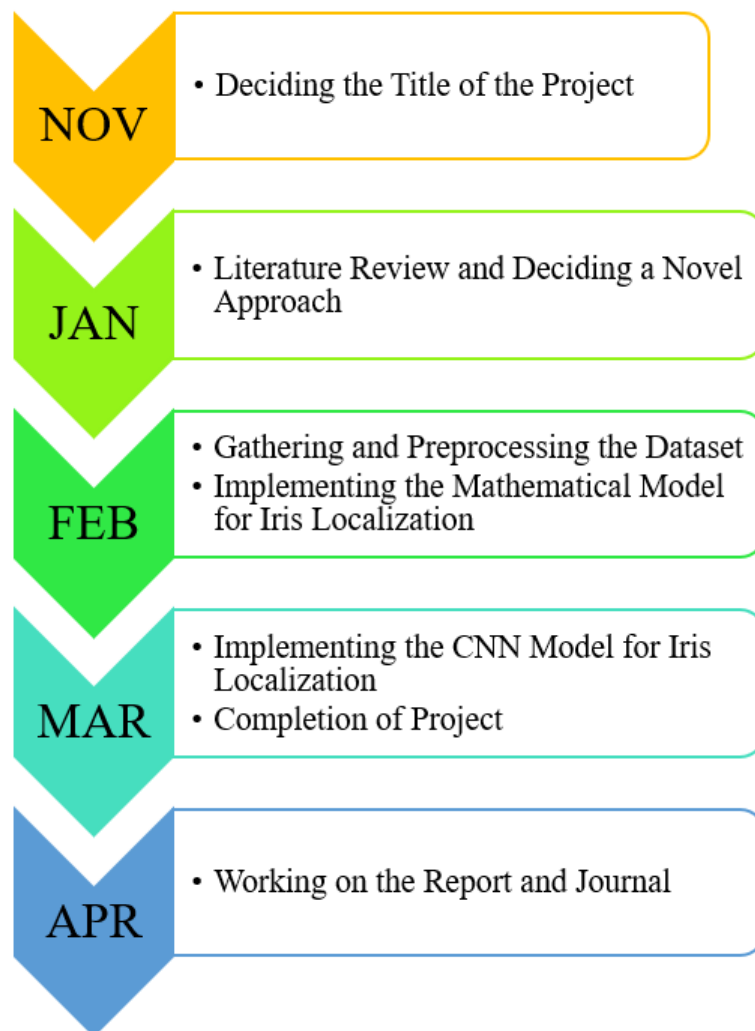 NOV
• Deciding the Title of the Project
JAN
• Literature Review and Deciding a Novel
Approach
FEB
• Gathering and Preprocessing the Dataset
• Implementing the Mathematical Model
for Iris Localization
MAR
• Implementing the CNN Model for Iris
Localization
• Completion of Project
APR
• Working on the Report and Journal